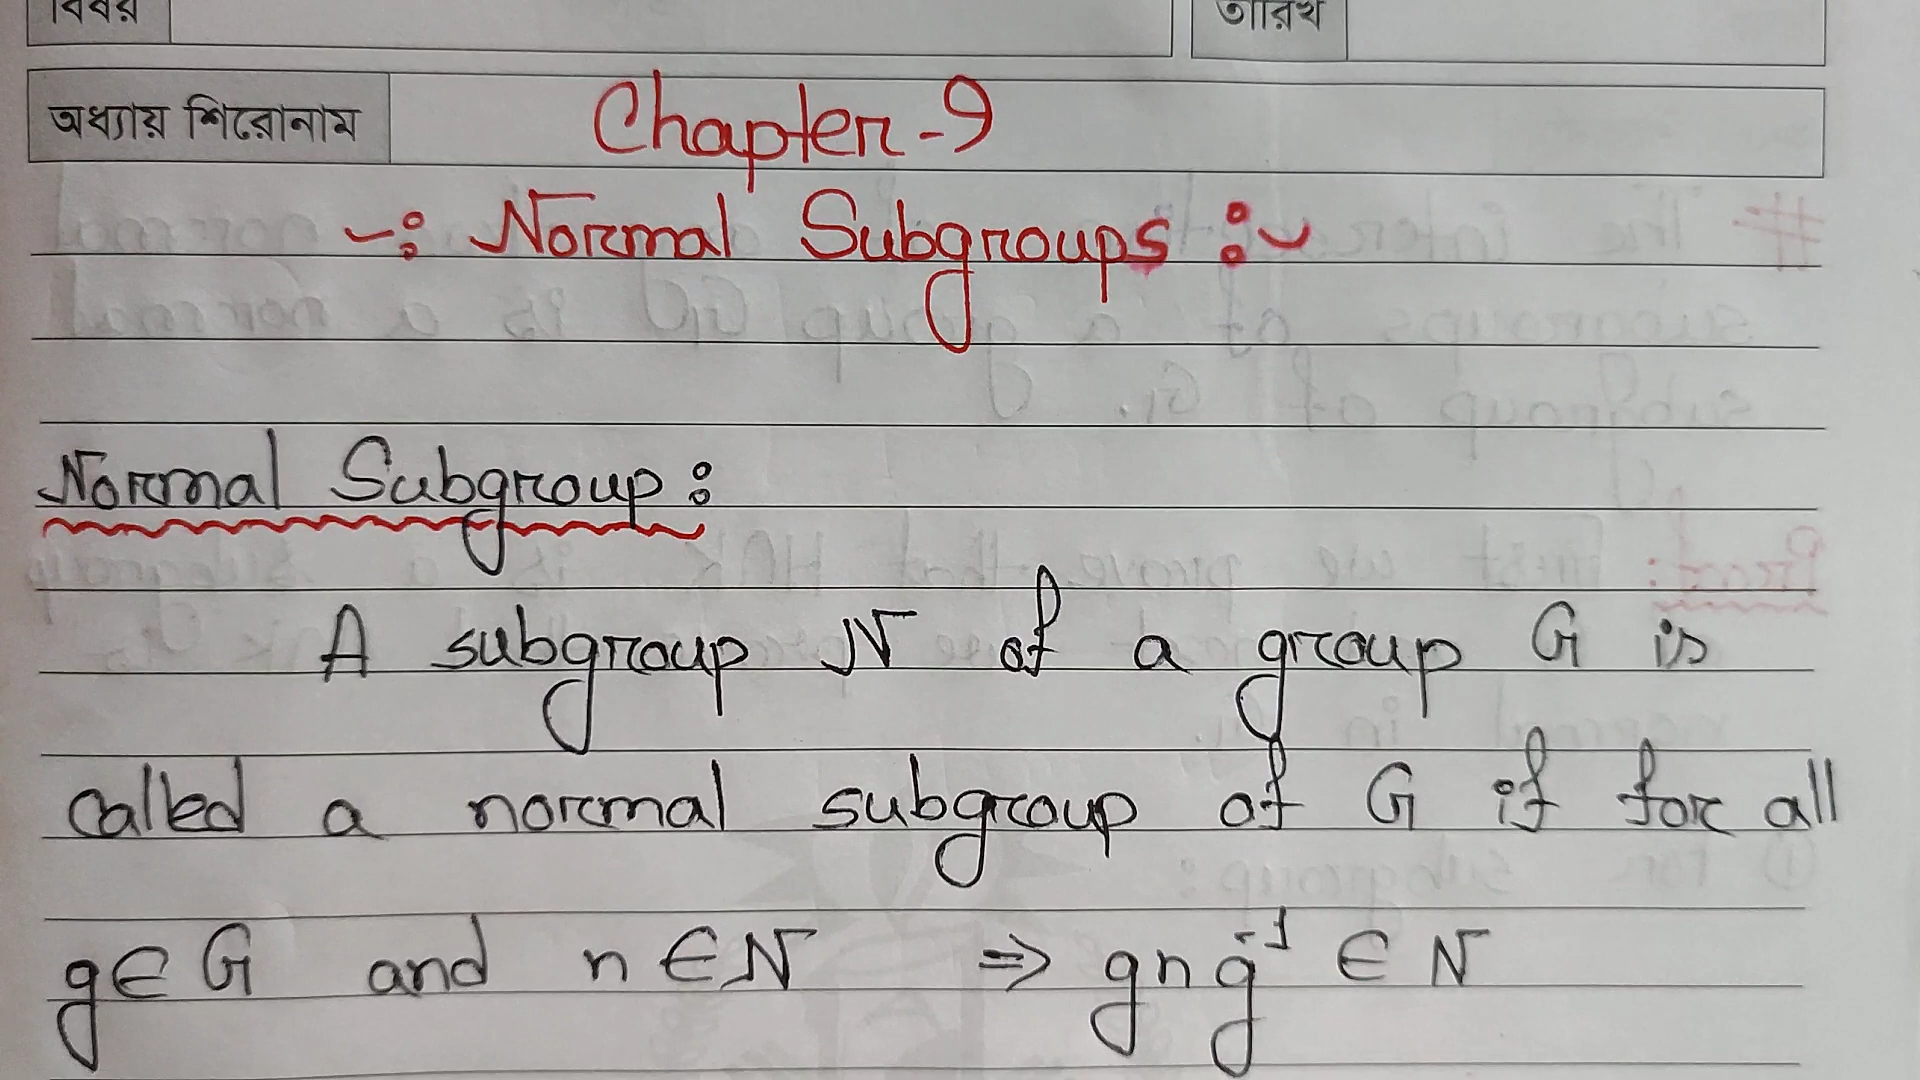 বিষয়
তারিখ
অধ্যায় শিরোনাম
Chapter-9
-: Normal Subgroups :-
Normal Subgroup:
A subgroup N of a group G is
called a normal subgroup of G if for all
g∈G and n∈N ⇒ gng⁻¹ ∈ N